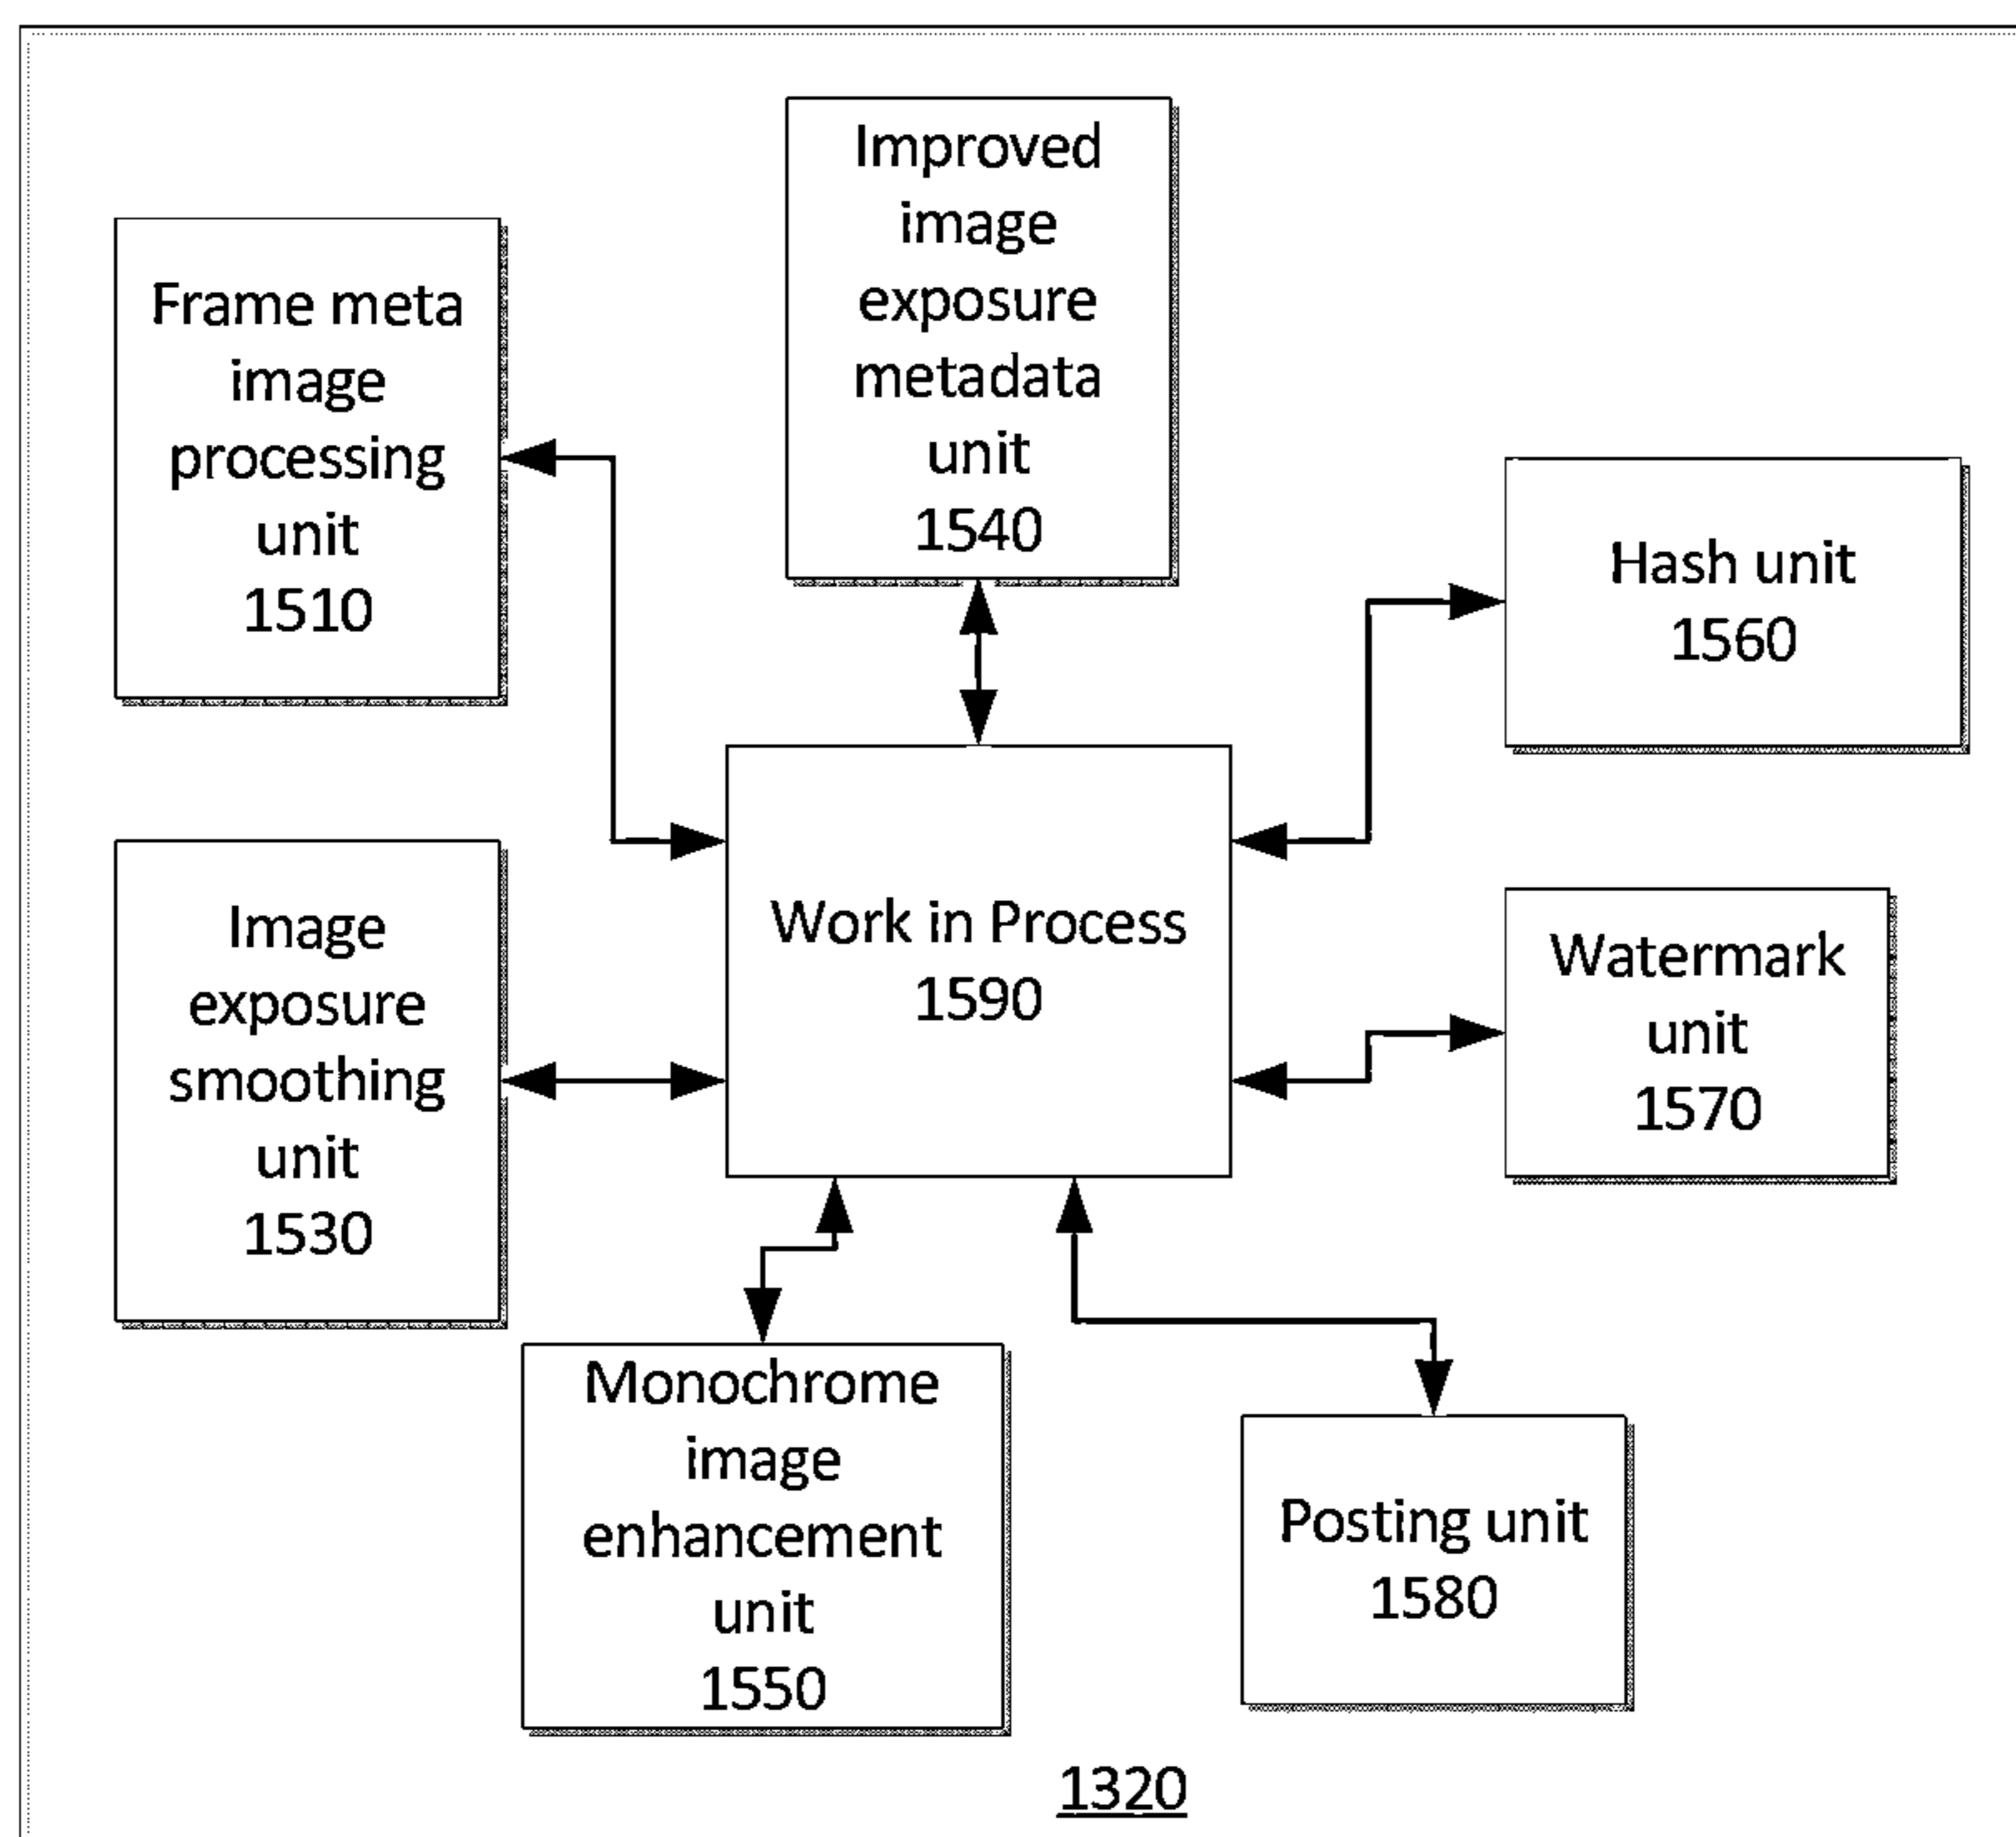 Improved
image
exposure
metadata
unit
1540
Frame meta
image
processing
unit
1510
Hash unit
1560
Work in Process
1590
Image
exposure
smoothing
unit
1530
Watermark
unit
1570
Monochrome
image
enhancement
unit
1550
Posting unit
1580
1320